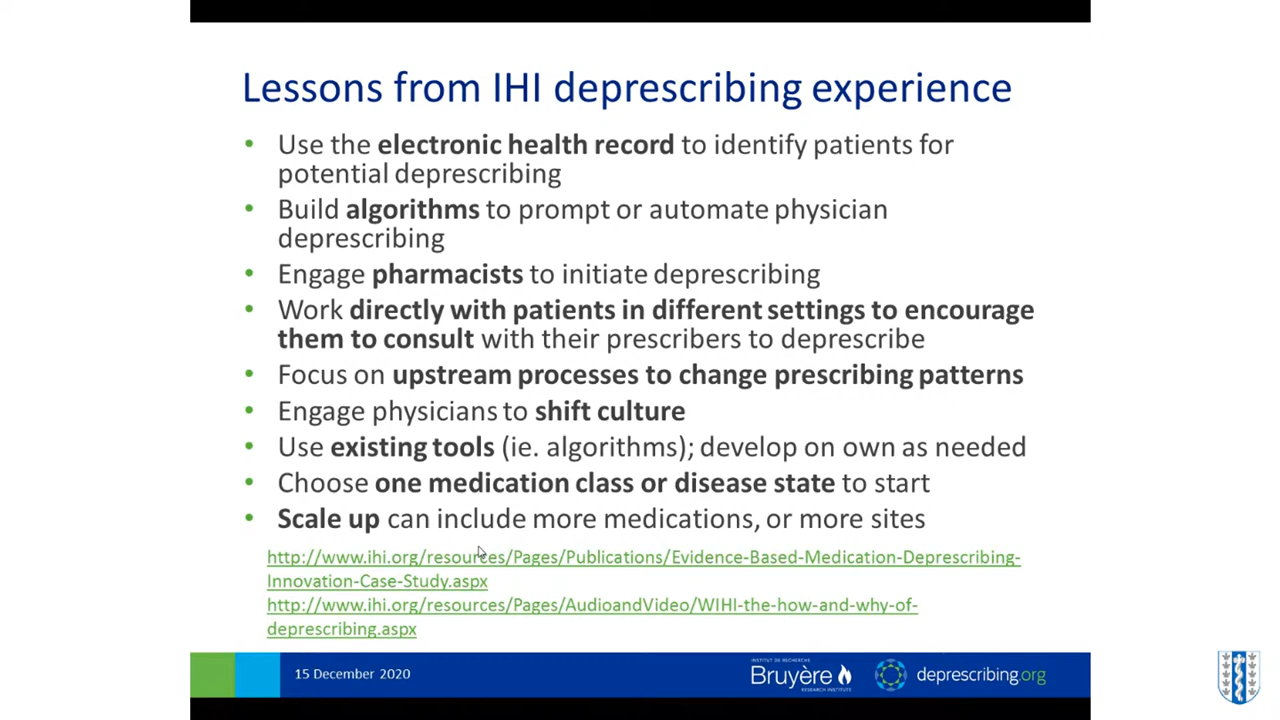 Lessons from IHI deprescribing experience
• Use the electronic health record to identify patients for
potential deprescribing
• Build algorithms to prompt or automate physician
deprescribing
• Engage pharmacists to initiate deprescribing
• Work directly with patients in different settings to encourage
them to consult with their prescribers to deprescribe
• Focus on upstream processes to change prescribing patterns
• Engage physicians to shift culture
• Use existing tools (ie. algorithms); develop on own as needed
• Choose one medication class or disease state to start
• Scale up can include more medications, or more sites
http://www.ihi.org/resources/Pages/Publications/Evidence-Based-Medication-Deprescribing-
Innovation-Case-Study.aspx
http://www.ihi.org/resources/Pages/AudioandVideo/WIHI-the-how-and-why-of-
deprescribing.aspx
15 December 2020
INSTITUT DE RECHERCHE
Bruyère
RESEARCH INSTITUTE
deprescribing.org